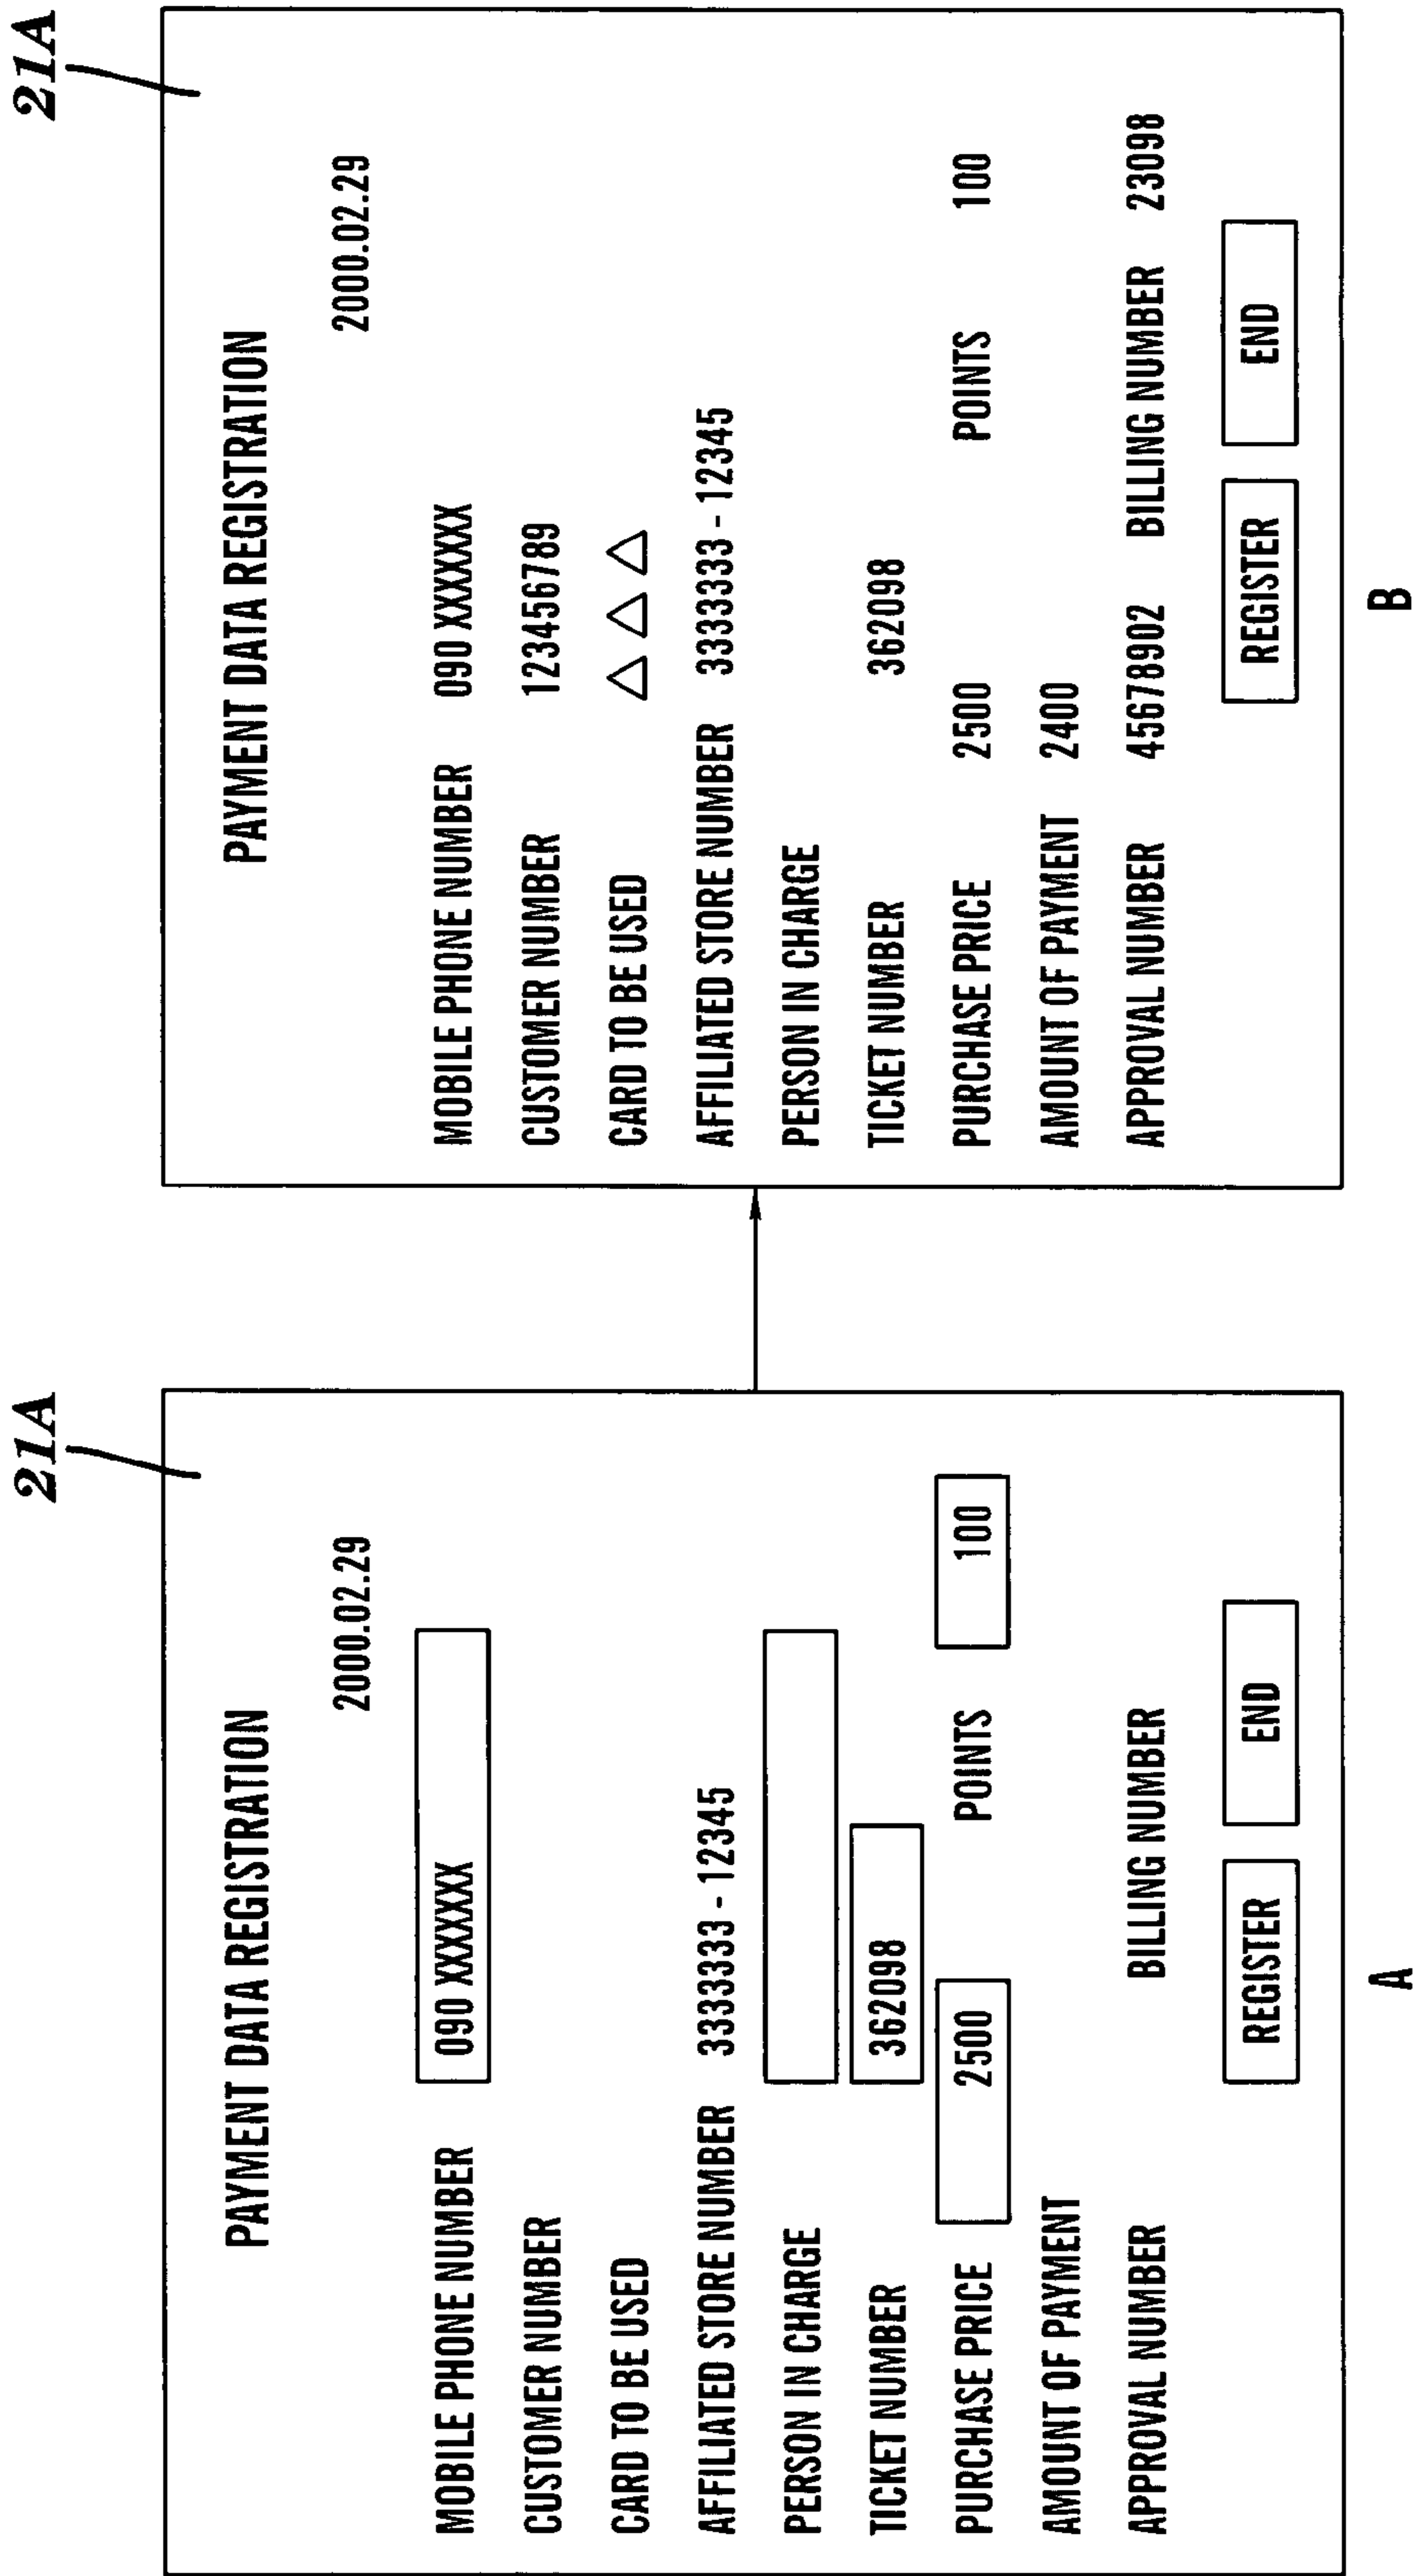 21A
PAYMENT DATA REGISTRATION
2000.02.29
MOBILE PHONE NUMBER 090 XXXXXX
CUSTOMER NUMBER
CARD TO BE USED
AFFILIATED STORE NUMBER 3333333 - 12345
PERSON IN CHARGE
TICKET NUMBER 362098
PURCHASE PRICE 2500 POINTS 100
AMOUNT OF PAYMENT
APPROVAL NUMBER BILLING NUMBER
REGISTER END
A
21A
PAYMENT DATA REGISTRATION
2000.02.29
MOBILE PHONE NUMBER 090 XXXXXX
CUSTOMER NUMBER 123456789
CARD TO BE USED △ △ △
AFFILIATED STORE NUMBER 3333333 - 12345
PERSON IN CHARGE
TICKET NUMBER 362098
PURCHASE PRICE 2500 POINTS 100
AMOUNT OF PAYMENT 2400
APPROVAL NUMBER 45678902 BILLING NUMBER 23098
REGISTER END
B